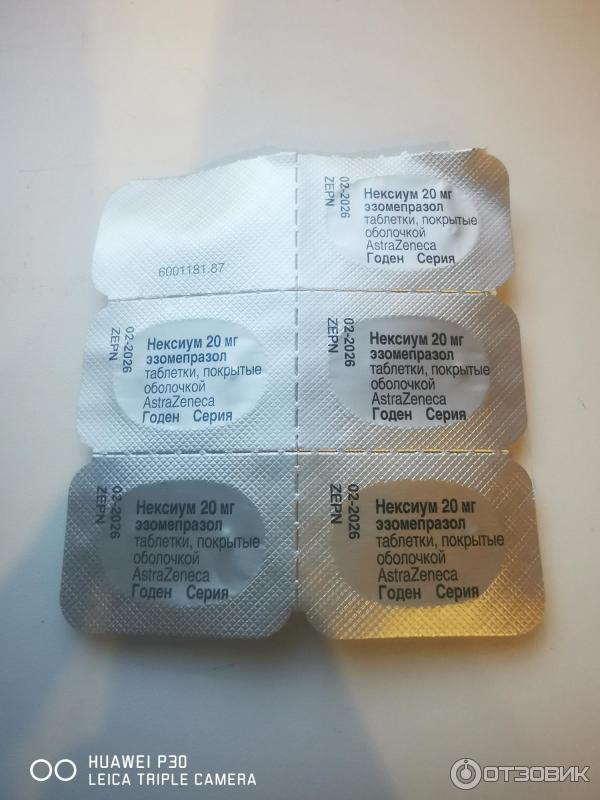 6001181.87
02-2026
ZEPN
Нексиум 20 мг
эзомепразол
таблетки, покрытые
оболочкой
AstraZeneca
Годен Серия
02-2026
ZEPN
Нексиум 20 мг
эзомепразол
таблетки, покрытые
оболочкой
AstraZeneca
Годен Серия
02-2026
ZEPN
Нексиум 20 мг
эзомепразол
таблетки, покрытые
оболочкой
AstraZeneca
Годен Серия
02-2026
ZEPN
Нексиум 20 мг
эзомепразол
таблетки, покрытые
оболочкой
AstraZeneca
Годен Серия
02-2026
ZEPN
Нексиум 20 мг
эзомепразол
таблетки, покрытые
оболочкой
AstraZeneca
Годен Серия
HUAWEI P30
LEICA TRIPLE CAMERA
ОТЗОВИК